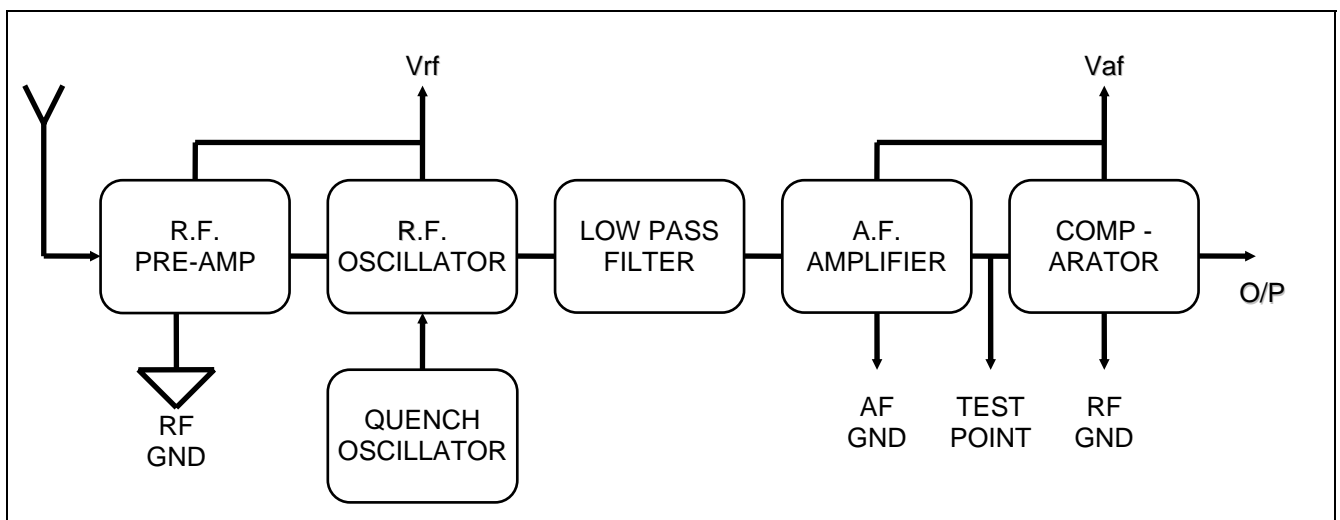 Vrf
Vaf
R.F.
PRE-AMP
R.F.
OSCILLATOR
LOW PASS
FILTER
A.F.
AMPLIFIER
COMP -
ARATOR
O/P
RF
GND
QUENCH
OSCILLATOR
AF
GND
TEST
POINT
RF
GND